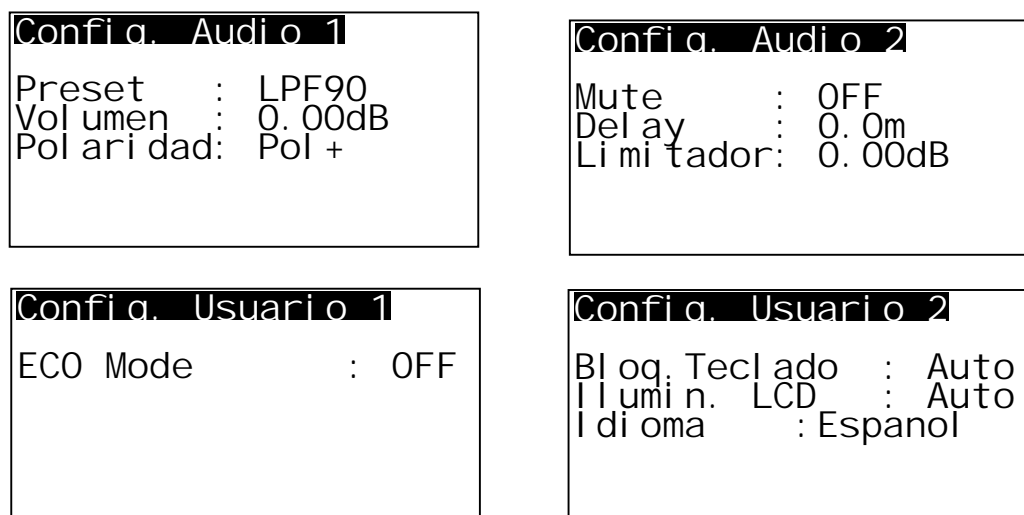 Config. Audio 1
Preset : LPF90
Volumen : 0.00dB
Polaridad: Pol+
Config. Audio 2
Mute : OFF
Delay : 0.0m
Limitador: 0.00dB
Config. Usuario 1
ECO Mode : OFF
Config. Usuario 2
Bloq.Teclado : Auto
Ilumin. LCD : Auto
Idioma :Espanol